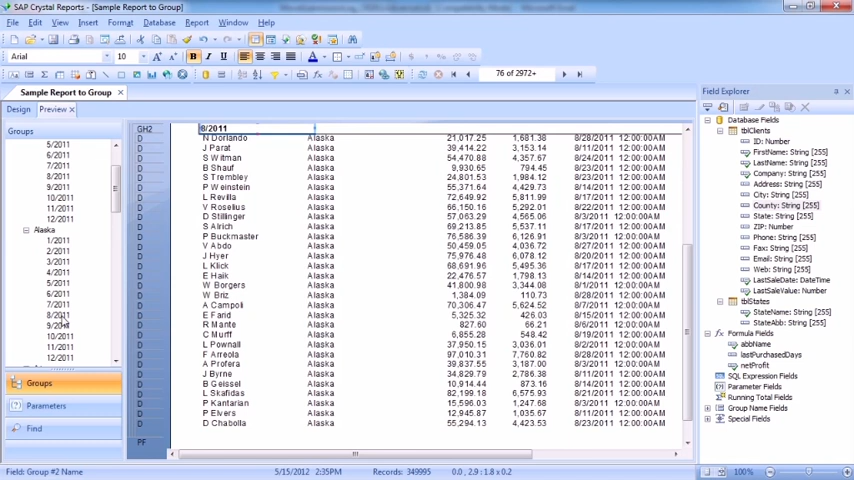 SAP Crystal Reports - [Sample Report to Group]
File Edit View Insert Format Database Report Window Help
Arial 10 B I U
76 of 2972+
Sample Report to Group
Design Preview
Groups
5/2011
6/2011
7/2011
8/2011
9/2011
10/2011
11/2011
12/2011
Alaska
1/2011
2/2011
3/2011
4/2011
5/2011
6/2011
7/2011
8/2011
9/2011
10/2011
11/2011
12/2011
Groups
Parameters
Find
GH2 8/2011
D N Dorlando Alaska 21,017.25 1,681.38 8/28/2011 12:00:00AM
D J Parat Alaska 39,414.22 3,153.14 8/11/2011 12:00:00AM
D S Witman Alaska 54,470.88 4,357.67 8/24/2011 12:00:00AM
D B Shauf Alaska 9,930.65 794.45 8/21/2011 12:00:00AM
D S Trembley Alaska 24,801.53 1,984.12 8/23/2011 12:00:00AM
D P Weinstein Alaska 55,371.64 4,429.73 8/14/2011 12:00:00AM
D L Revilla Alaska 72,649.92 5,811.99 8/17/2011 12:00:00AM
D V Roselius Alaska 66,150.16 5,292.01 8/22/2011 12:00:00AM
D D Stillinger Alaska 57,063.29 4,565.06 8/3/2011 12:00:00AM
D S Alrich Alaska 69,213.85 5,537.11 8/17/2011 12:00:00AM
D P Buckmaster Alaska 76,586.39 6,126.91 8/3/2011 12:00:00AM
D V Abdo Alaska 50,459.05 4,036.72 8/27/2011 12:00:00AM
D J Hyer Alaska 75,976.48 6,078.12 8/20/2011 12:00:00AM
D L Klick Alaska 68,691.96 5,495.36 8/17/2011 12:00:00AM
D E Haik Alaska 22,476.57 1,798.13 8/14/2011 12:00:00AM
D W Borgers Alaska 41,800.98 3,344.08 8/10/2011 12:00:00AM
D W Briz Alaska 1,384.09 110.73 8/28/2011 12:00:00AM
D A Campoli Alaska 70,306.47 5,624.52 8/7/2011 12:00:00AM
D E Farid Alaska 5,325.32 426.03 8/15/2011 12:00:00AM
D R Mante Alaska 827.60 66.21 8/6/2011 12:00:00AM
D C Murff Alaska 6,855.28 548.42 8/19/2011 12:00:00AM
D L Pownall Alaska 37,950.15 3,036.01 8/22/2011 12:00:00AM
D F Arreola Alaska 97,010.31 7,760.82 8/28/2011 12:00:00AM
D A Profera Alaska 39,837.55 3,187.00 8/3/2011 12:00:00AM
D J Byrne Alaska 34,829.79 2,786.38 8/11/2011 12:00:00AM
D B Geissel Alaska 10,914.44 873.16 8/14/2011 12:00:00AM
D L Skafidas Alaska 82,199.18 6,575.93 8/21/2011 12:00:00AM
D P Kantarian Alaska 15,596.03 1,247.68 8/2/2011 12:00:00AM
D P Elvers Alaska 12,945.87 1,035.67 8/11/2011 12:00:00AM
D D Chabolla Alaska 55,294.13 4,423.53 8/23/2011 12:00:00AM
PF
Field Explorer
Database Fields
tblClients
ID: Number
FirstName: String [255]
LastName: String [255]
Company: String [255]
Address: String [255]
City: String [255]
County: String [255]
State: String [255]
ZIP: Number
Phone: String [255]
Fax: String [255]
Email: String [255]
Web: String [255]
LastSaleDate: DateTime
LastSaleValue: Number
tblStates
StateName: String [255]
StateAbb: String [255]
Formula Fields
abbName
lastPurchasedDays
netProfit
SQL Expression Fields
Parameter Fields
Running Total Fields
Group Name Fields
Special Fields
Field: Group #2 Name 5/15/2012 2:35PM Records: 349995 0.0 , 2.9 : 1.8 x 0.2 100%